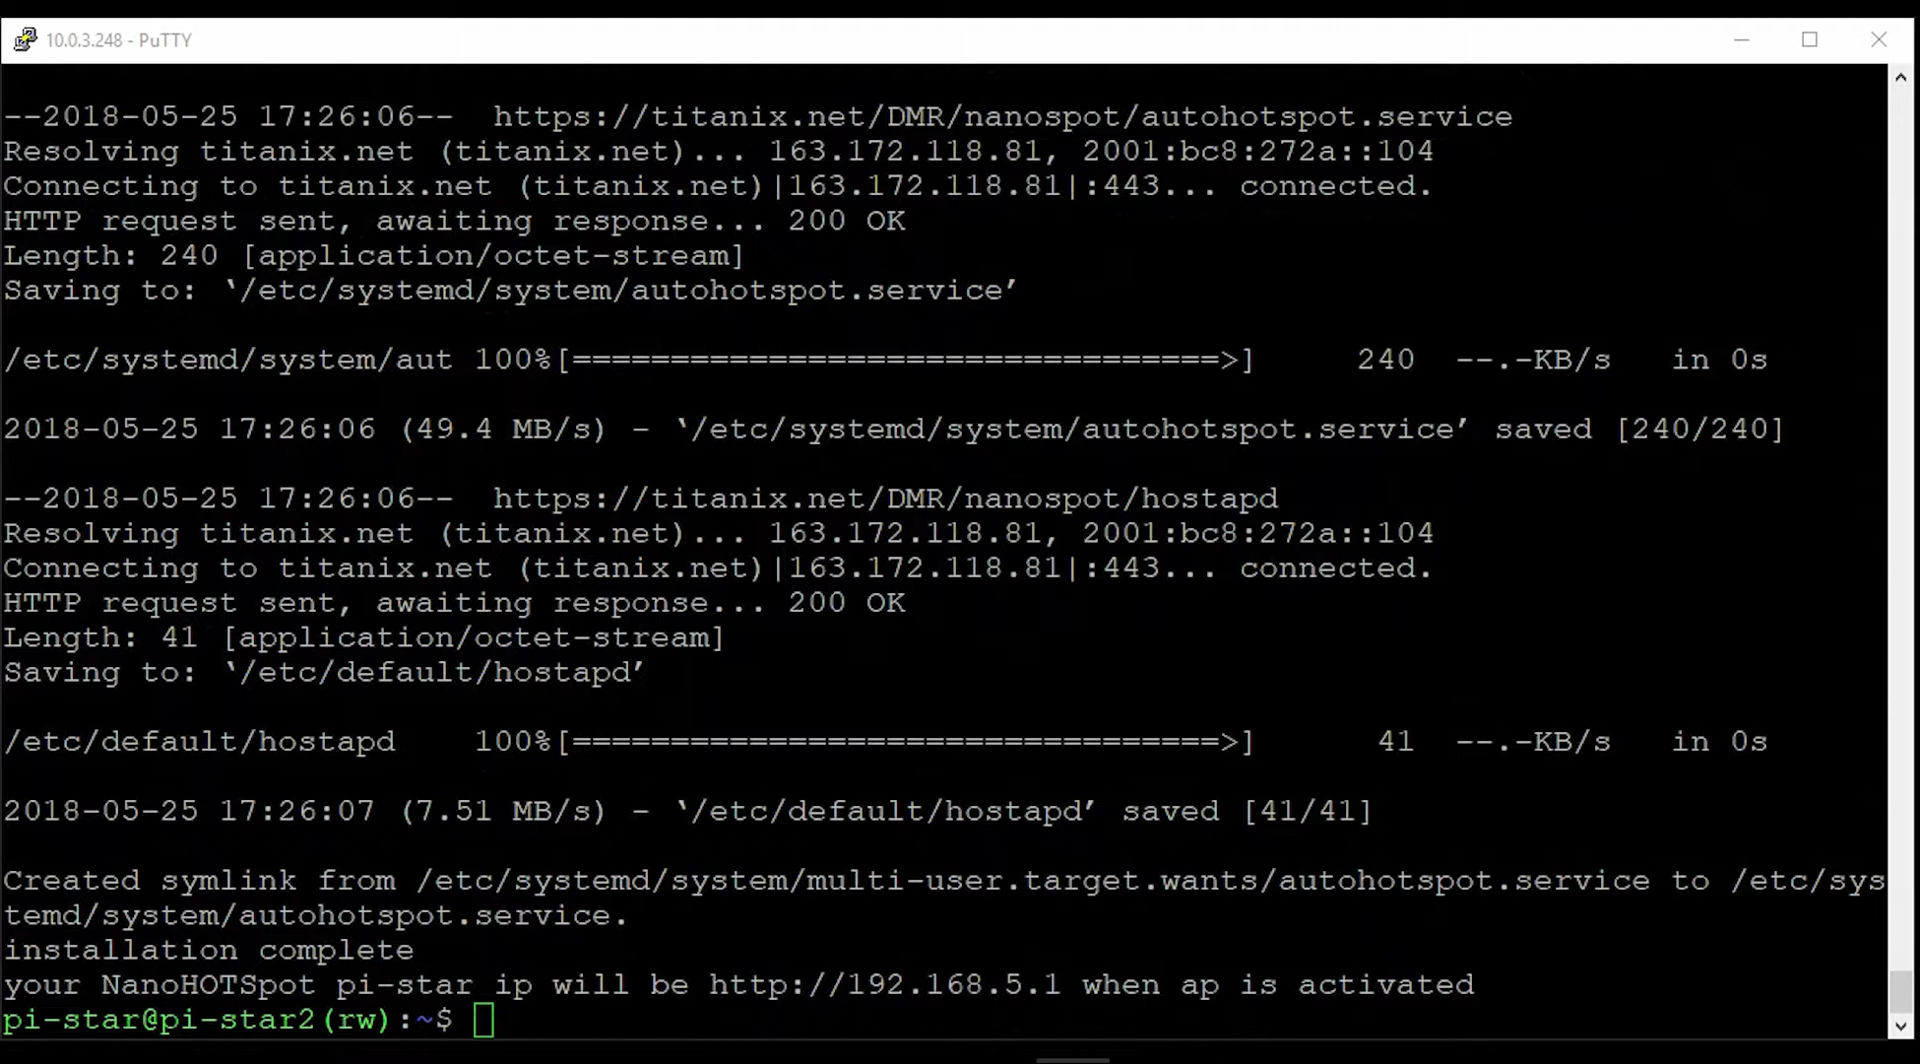 10.0.3.248 - PuTTY
--2018-05-25 17:26:06--  https://titanix.net/DMR/nanospot/autohotspot.service
Resolving titanix.net (titanix.net)... 163.172.118.81, 2001:bc8:272a::104
Connecting to titanix.net (titanix.net)|163.172.118.81|:443... connected.
HTTP request sent, awaiting response... 200 OK
Length: 240 [application/octet-stream]
Saving to: ‘/etc/systemd/system/autohotspot.service’
/etc/systemd/system/aut 100%[=================================>]     240  --.-KB/s   in 0s
2018-05-25 17:26:06 (49.4 MB/s) - ‘/etc/systemd/system/autohotspot.service’ saved [240/240]
--2018-05-25 17:26:06--  https://titanix.net/DMR/nanospot/hostapd
Resolving titanix.net (titanix.net)... 163.172.118.81, 2001:bc8:272a::104
Connecting to titanix.net (titanix.net)|163.172.118.81|:443... connected.
HTTP request sent, awaiting response... 200 OK
Length: 41 [application/octet-stream]
Saving to: ‘/etc/default/hostapd’
/etc/default/hostapd    100%[=================================>]      41  --.-KB/s   in 0s
2018-05-25 17:26:07 (7.51 MB/s) - ‘/etc/default/hostapd’ saved [41/41]
Created symlink from /etc/systemd/system/multi-user.target.wants/autohotspot.service to /etc/sys
temd/system/autohotspot.service.
installation complete
your NanoHOTSpot pi-star ip will be http://192.168.5.1 when ap is activated
pi-star@pi-star2(rw):~$